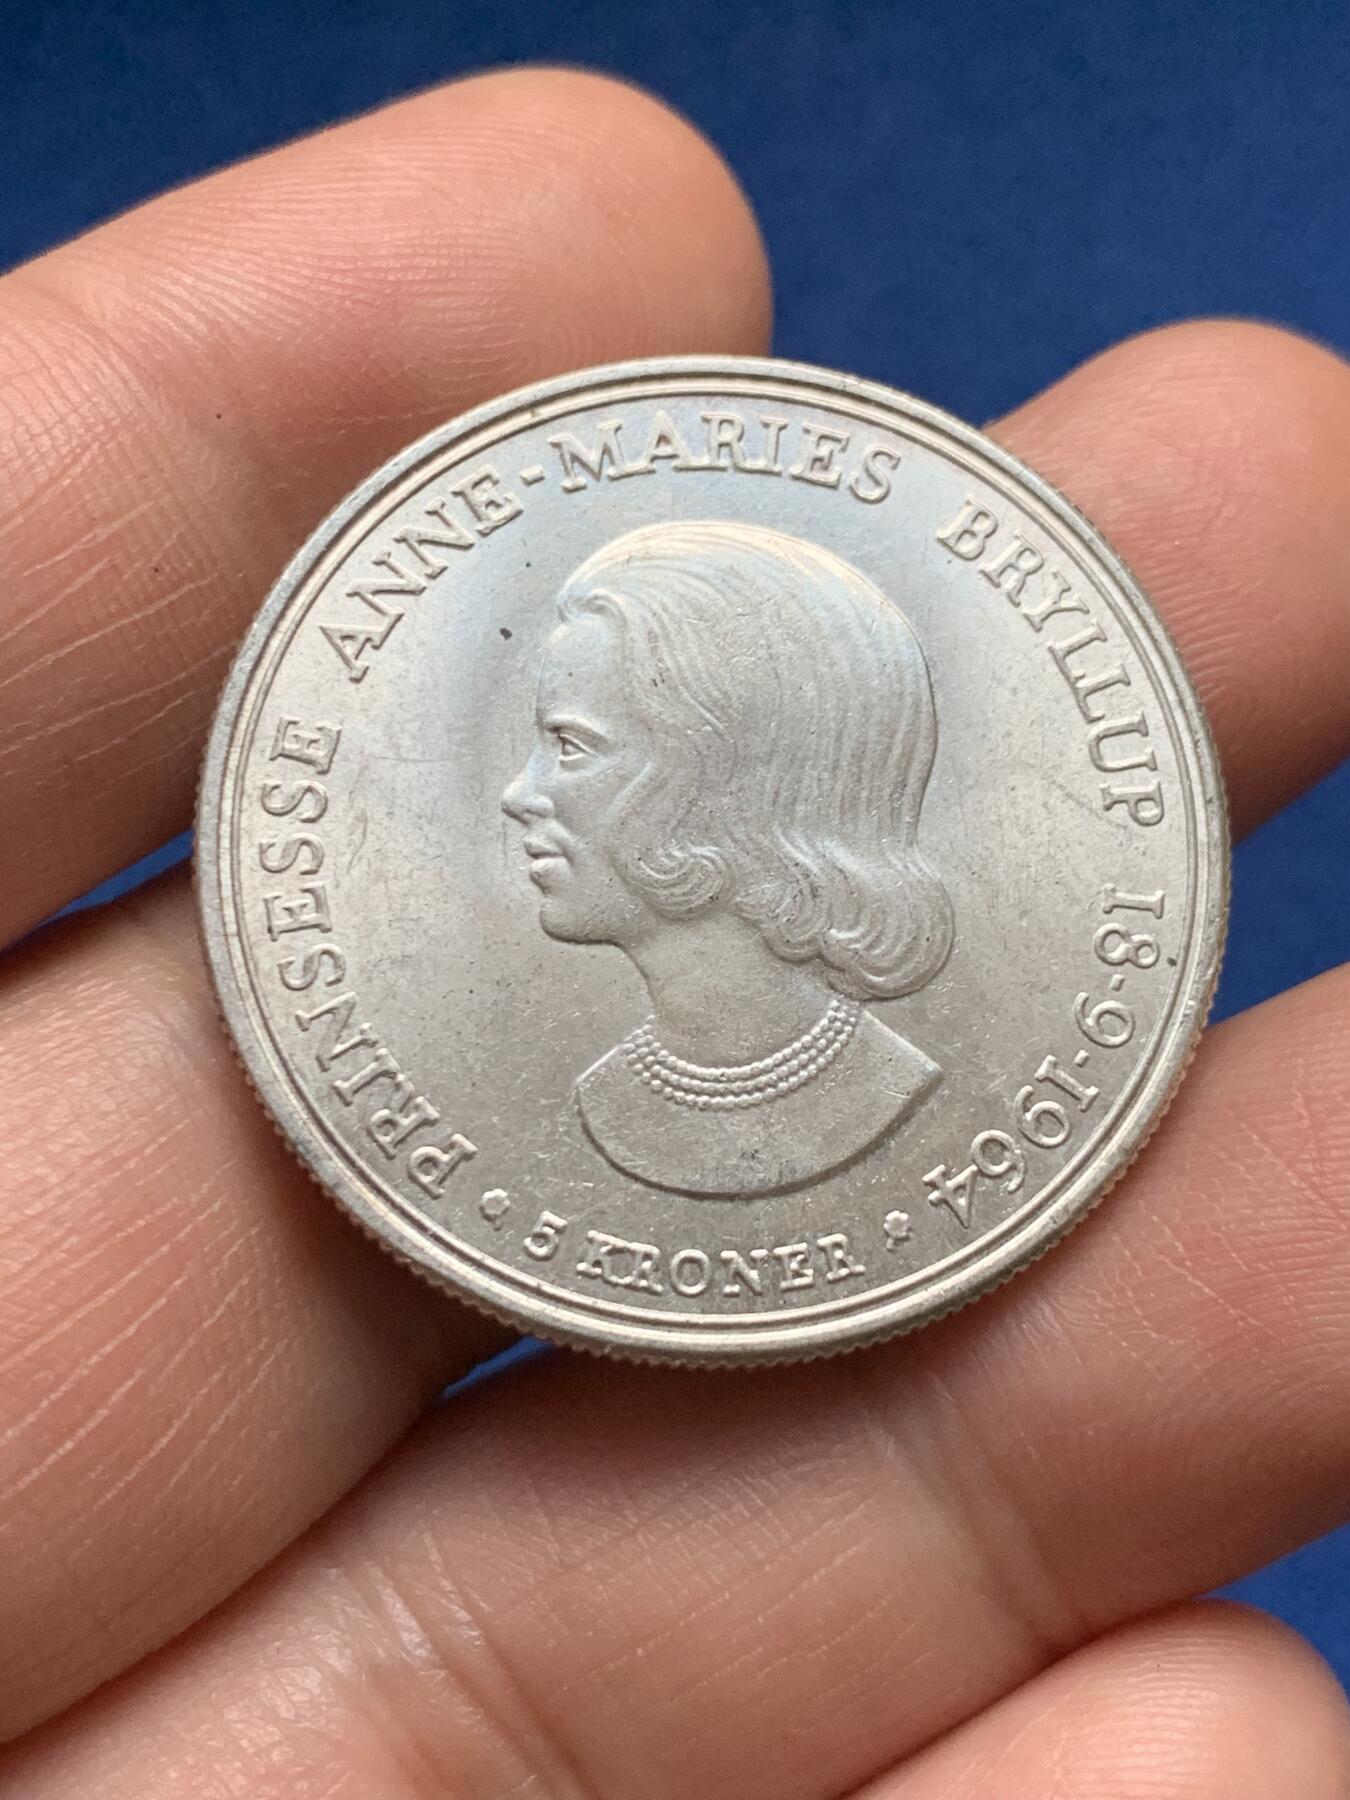 PRINSESSE ANNE-MARIES BRYLLUP 18-9-1964
5 KRONER